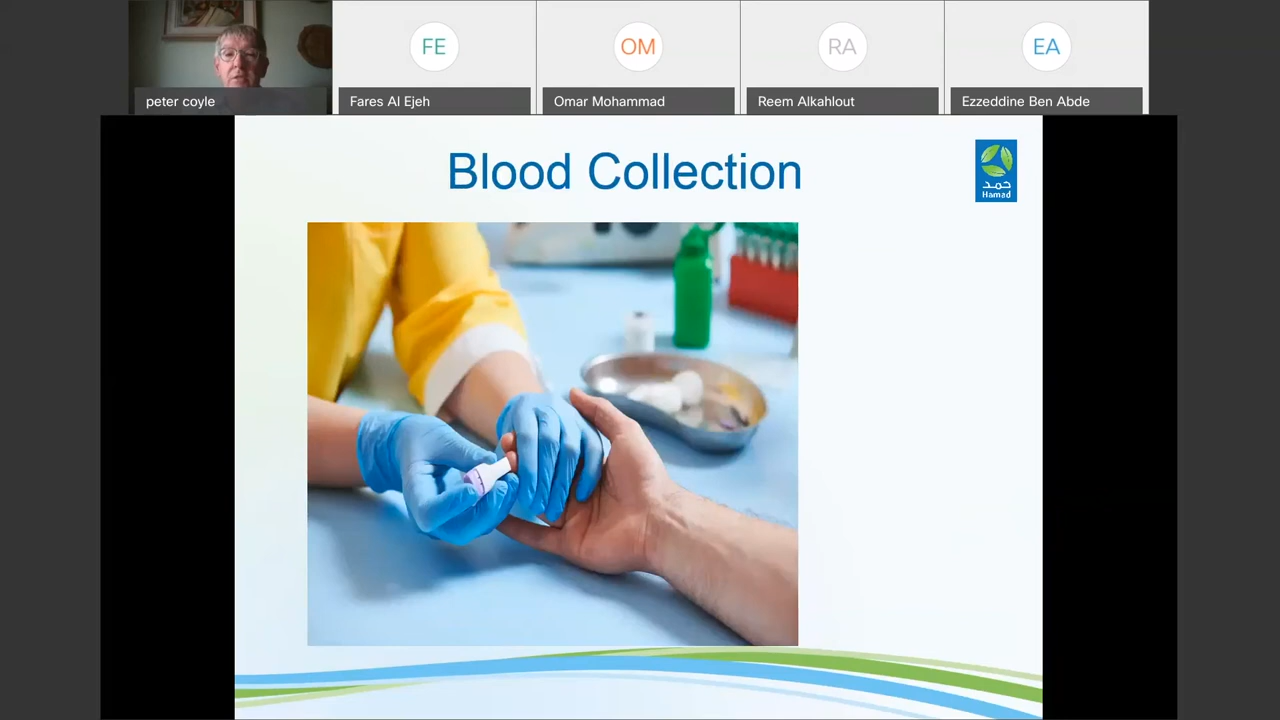 FE
OM
RA
EA
peter coyle
Fares Al Ejeh
Omar Mohammad
Reem Alkahlout
Ezzeddine Ben Abde
Blood Collection
حمد
Hamad